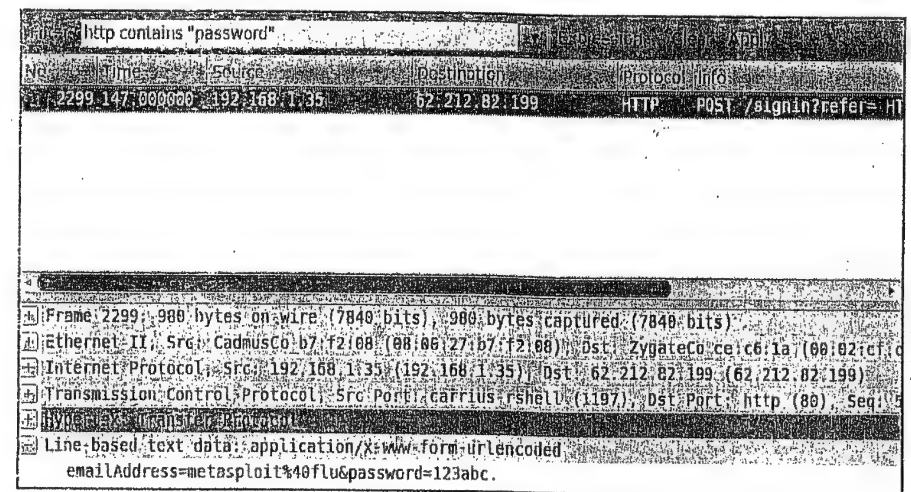 http contains "password"
No. Time Source Destination Protocol Info
2299 147.000000 192.168.1.35 62.212.82.199 HTTP POST /signin?refer= HT
Frame 2299: 980 bytes on wire (7840 bits), 980 bytes captured (7840 bits)
Ethernet II, Src: CadmusCo_b7:f2:08 (08:00:27:b7:f2:08), Dst: ZygateCo_ce:c6:1a (00:02:cf:c
Internet Protocol, Src: 192.168.1.35 (192.168.1.35), Dst: 62.212.82.199 (62.212.82.199)
Transmission Control Protocol, Src Port: carrius-rshell (1197), Dst Port: http (80), Seq: 5
Hypertext Transfer Protocol
Line-based text data: application/x-www-form-urlencoded
emailAddress=metasploit%40flu&password=123abc.